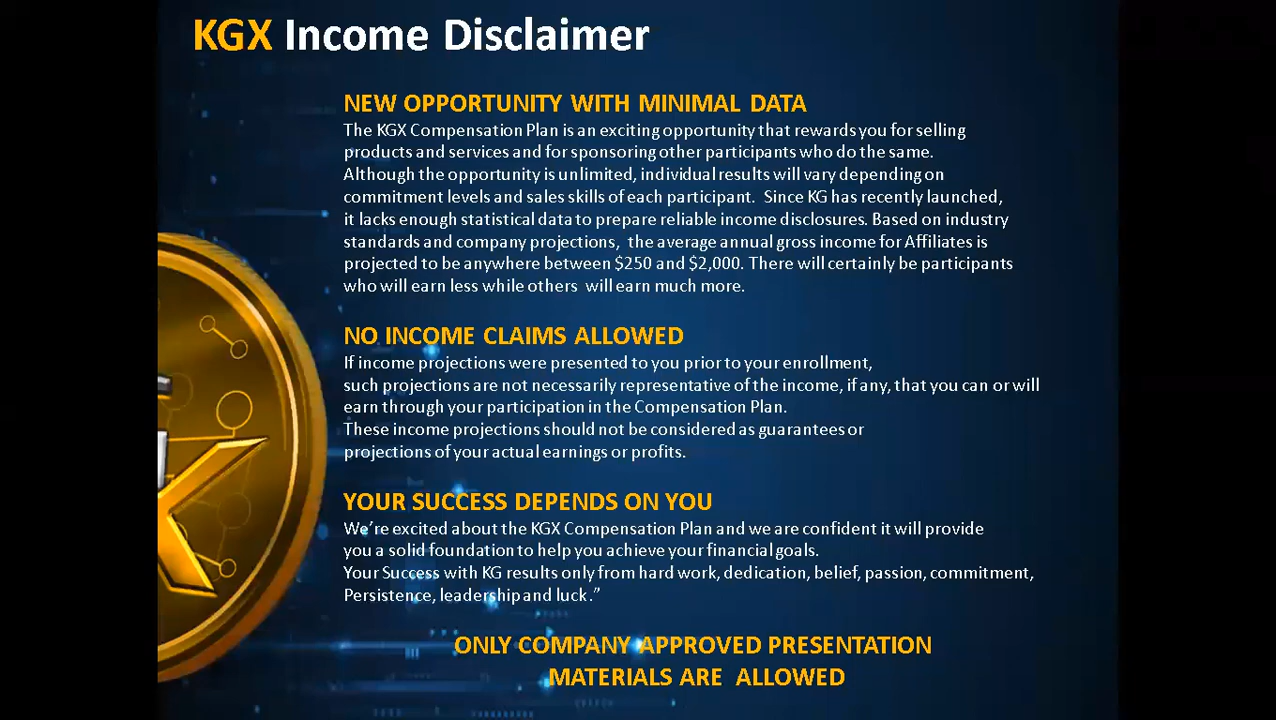 KGX Income Disclaimer
NEW OPPORTUNITY WITH MINIMAL DATA
The KGX Compensation Plan is an exciting opportunity that rewards you for selling
products and services and for sponsoring other participants who do the same.
Although the opportunity is unlimited, individual results will vary depending on
commitment levels and sales skills of each participant. Since KG has recently launched,
it lacks enough statistical data to prepare reliable income disclosures. Based on industry
standards and company projections, the average annual gross income for Affiliates is
projected to be anywhere between $250 and $2,000. There will certainly be participants
who will earn less while others will earn much more.
NO INCOME CLAIMS ALLOWED
If income projections were presented to you prior to your enrollment,
such projections are not necessarily representative of the income, if any, that you can or will
earn through your participation in the Compensation Plan.
These income projections should not be considered as guarantees or
projections of your actual earnings or profits.
YOUR SUCCESS DEPENDS ON YOU
We're excited about the KGX Compensation Plan and we are confident it will provide
you a solid foundation to help you achieve your financial goals.
Your Success with KG results only from hard work, dedication, belief, passion, commitment,
Persistence, leadership and luck."
ONLY COMPANY APPROVED PRESENTATION
MATERIALS ARE ALLOWED